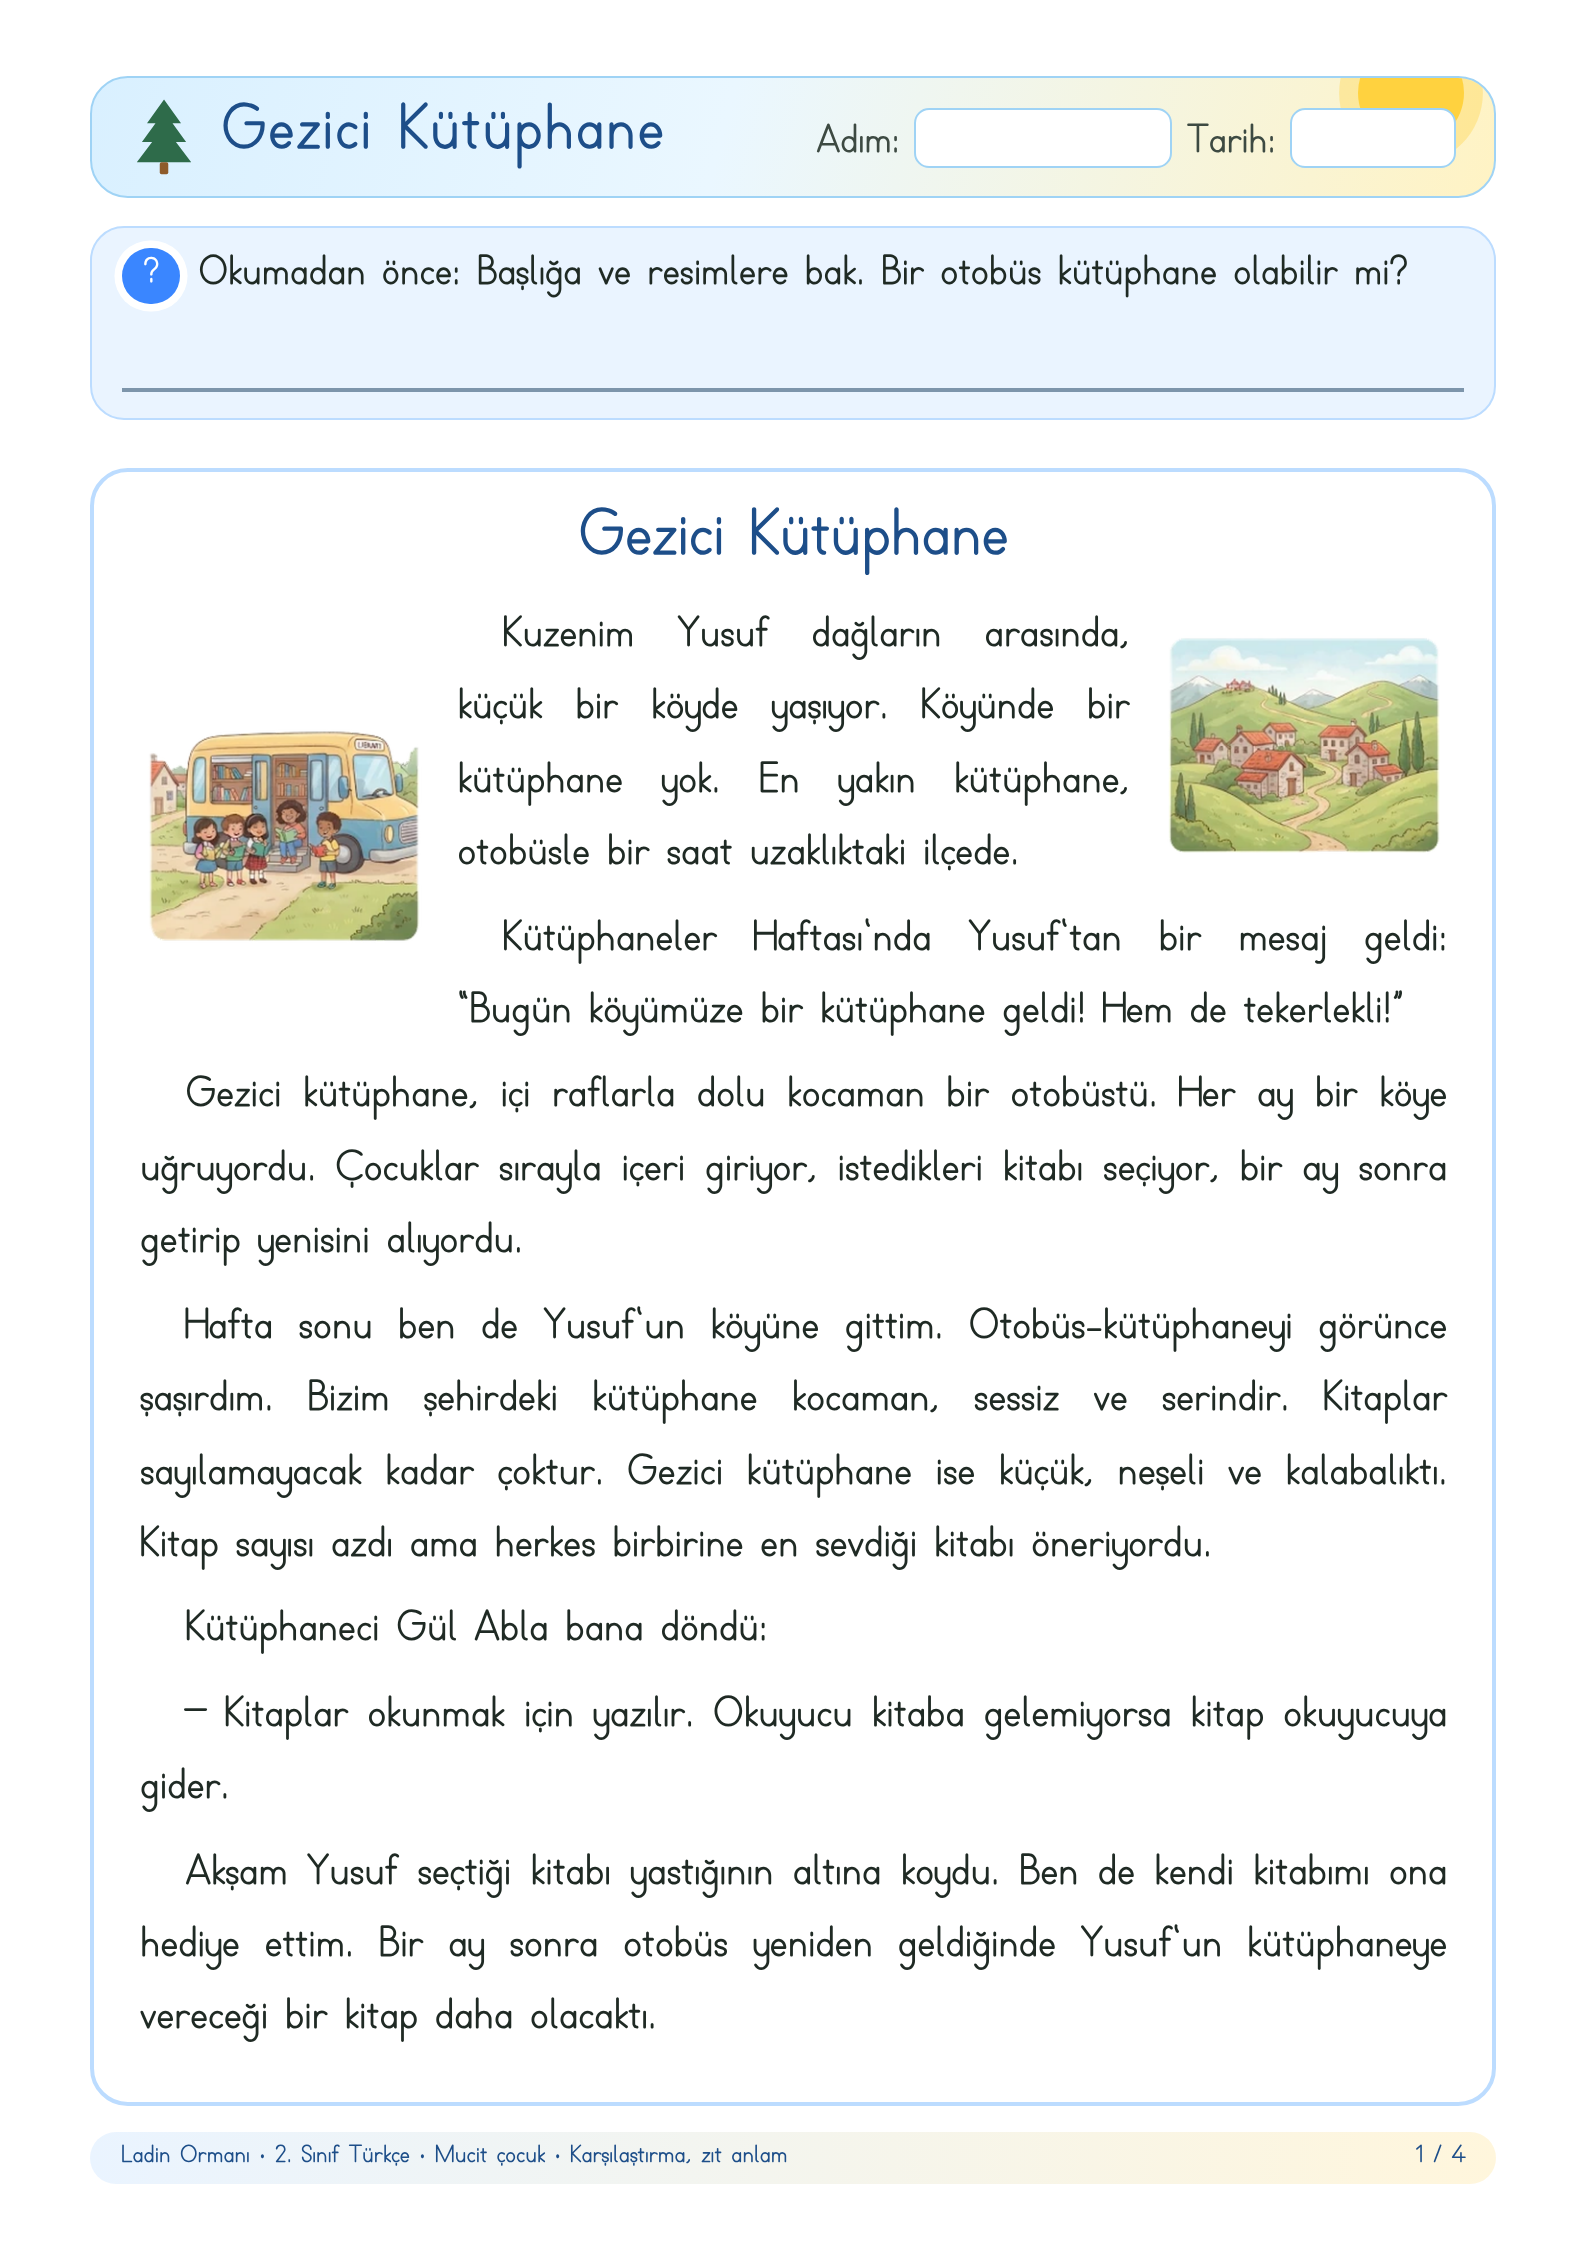 Gezici Kütüphane
Adım:
Tarih:
?
Okumadan önce: Başlığa ve resimlere bak. Bir otobüs kütüphane olabilir mi?
Gezici Kütüphane
LIBRARY
Kuzenim Yusuf dağların arasında,
küçük bir köyde yaşıyor. Köyünde bir
kütüphane yok. En yakın kütüphane,
otobüsle bir saat uzaklıktaki ilçede.
Kütüphaneler Haftası‘nda Yusuf‘tan bir mesaj geldi:
“Bugün köyümüze bir kütüphane geldi! Hem de tekerlekli!”
Gezici kütüphane, içi raflarla dolu kocaman bir otobüstü. Her ay bir köye
uğruyordu. Çocuklar sırayla içeri giriyor, istedikleri kitabı seçiyor, bir ay sonra
getirip yenisini alıyordu.
Hafta sonu ben de Yusuf‘un köyüne gittim. Otobüs-kütüphaneyi görünce
şaşırdım. Bizim şehirdeki kütüphane kocaman, sessiz ve serindir. Kitaplar
sayılamayacak kadar çoktur. Gezici kütüphane ise küçük, neşeli ve kalabalıktı.
Kitap sayısı azdı ama herkes birbirine en sevdiği kitabı öneriyordu.
Kütüphaneci Gül Abla bana döndü:
– Kitaplar okunmak için yazılır. Okuyucu kitaba gelemiyorsa kitap okuyucuya
gider.
Akşam Yusuf seçtiği kitabı yastığının altına koydu. Ben de kendi kitabımı ona
hediye ettim. Bir ay sonra otobüs yeniden geldiğinde Yusuf‘un kütüphaneye
vereceği bir kitap daha olacaktı.
Ladin Ormanı • 2. Sınıf Türkçe • Mucit çocuk • Karşılaştırma, zıt anlam
1 / 4